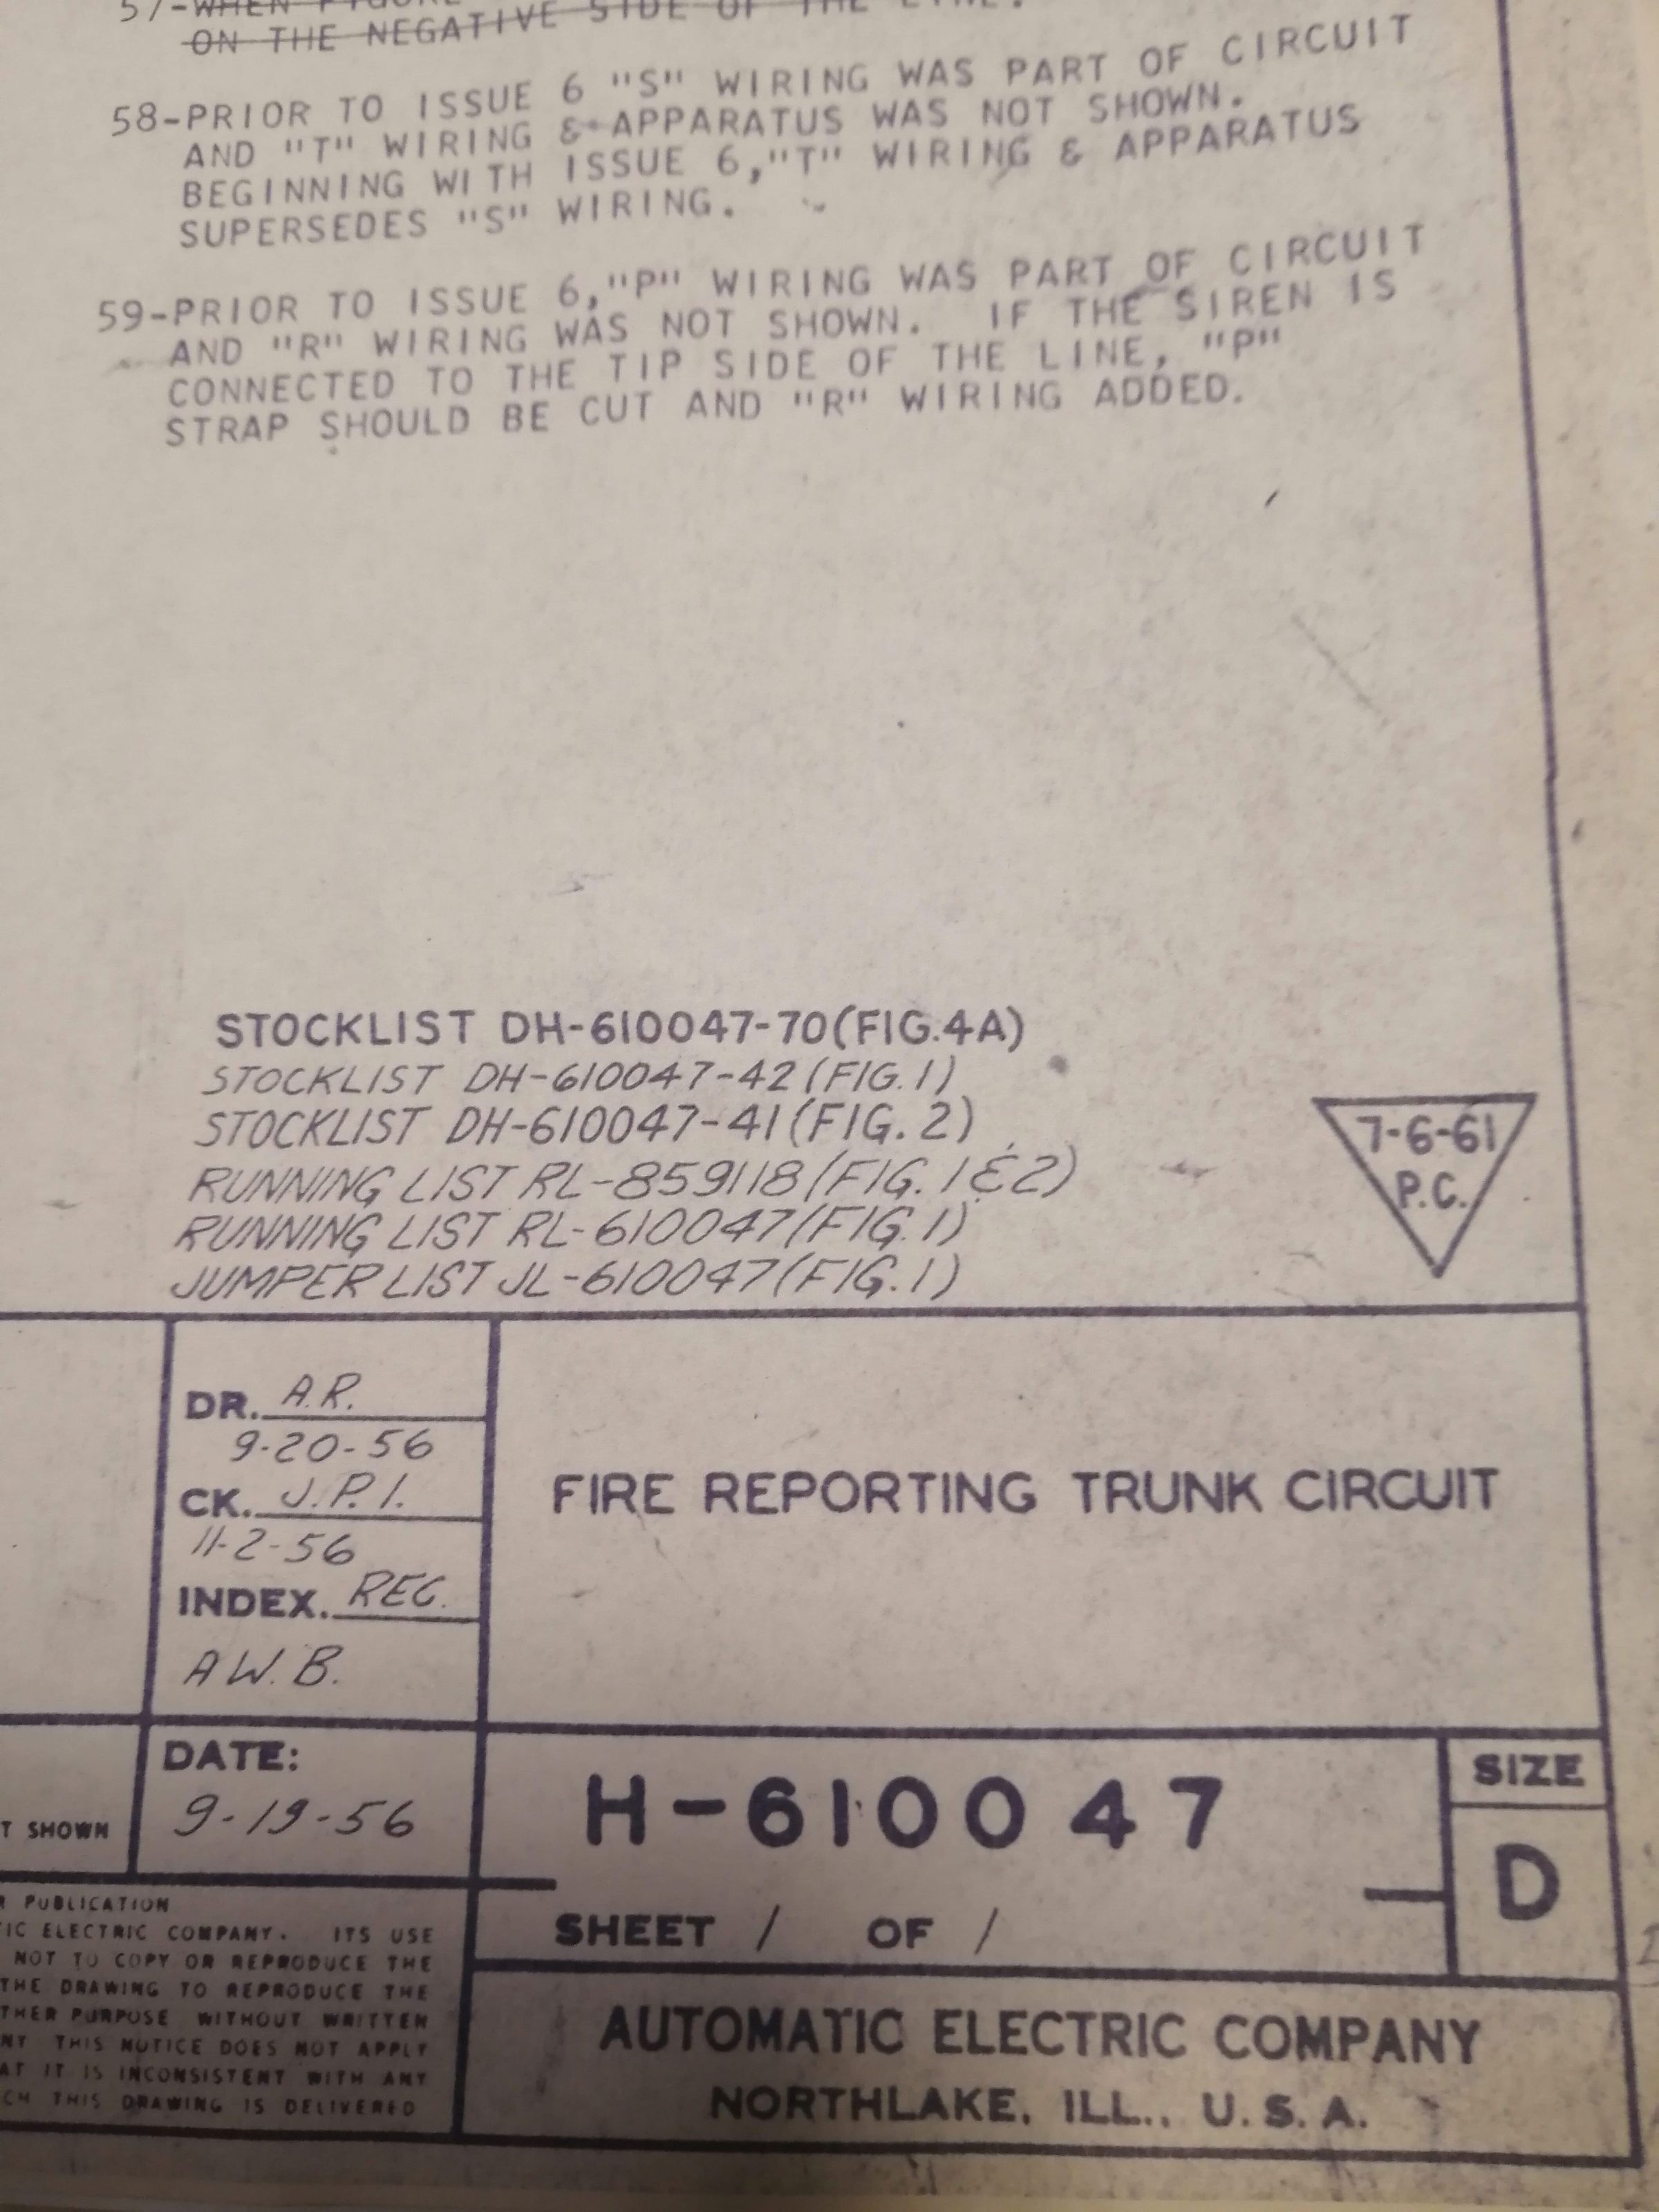 57-WHEN FIGURE
ON THE NEGATIVE SIDE OF THE LINE.
58-PRIOR TO ISSUE 6 "S" WIRING WAS PART OF CIRCUIT
AND "T" WIRING & APPARATUS WAS NOT SHOWN.
BEGINNING WITH ISSUE 6,"T" WIRING & APPARATUS
SUPERSEDES "S" WIRING.
59-PRIOR TO ISSUE 6,"P" WIRING WAS PART OF CIRCUIT
AND "R" WIRING WAS NOT SHOWN. IF THE SIREN IS
CONNECTED TO THE TIP SIDE OF THE LINE, "P"
STRAP SHOULD BE CUT AND "R" WIRING ADDED.
STOCKLIST DH-610047-70(FIG.4A)
STOCKLIST DH-610047-42(FIG.1)
STOCKLIST DH-610047-41(FIG.2)
RUNNING LIST RL-859118(FIG.1&2)
RUNNING LIST RL-610047(FIG.1)
JUMPER LIST JL-610047(FIG.1)
7-6-61
P.C.
DR. A.R.
9-20-56
CK. J.P.I.
11-2-56
INDEX. REG.
A W. B.
FIRE REPORTING TRUNK CIRCUIT
T SHOWN
DATE:
9-19-56
H-610047
SHEET 1 OF 1
SIZE
D
R PUBLICATION
IC ELECTRIC COMPANY. ITS USE
NOT TO COPY OR REPRODUCE THE
THE DRAWING TO REPRODUCE THE
THER PURPOSE WITHOUT WRITTEN
NT THIS NOTICE DOES NOT APPLY
AT IT IS INCONSISTENT WITH ANY
CH THIS DRAWING IS DELIVERED
AUTOMATIC ELECTRIC COMPANY
NORTHLAKE, ILL., U.S.A.